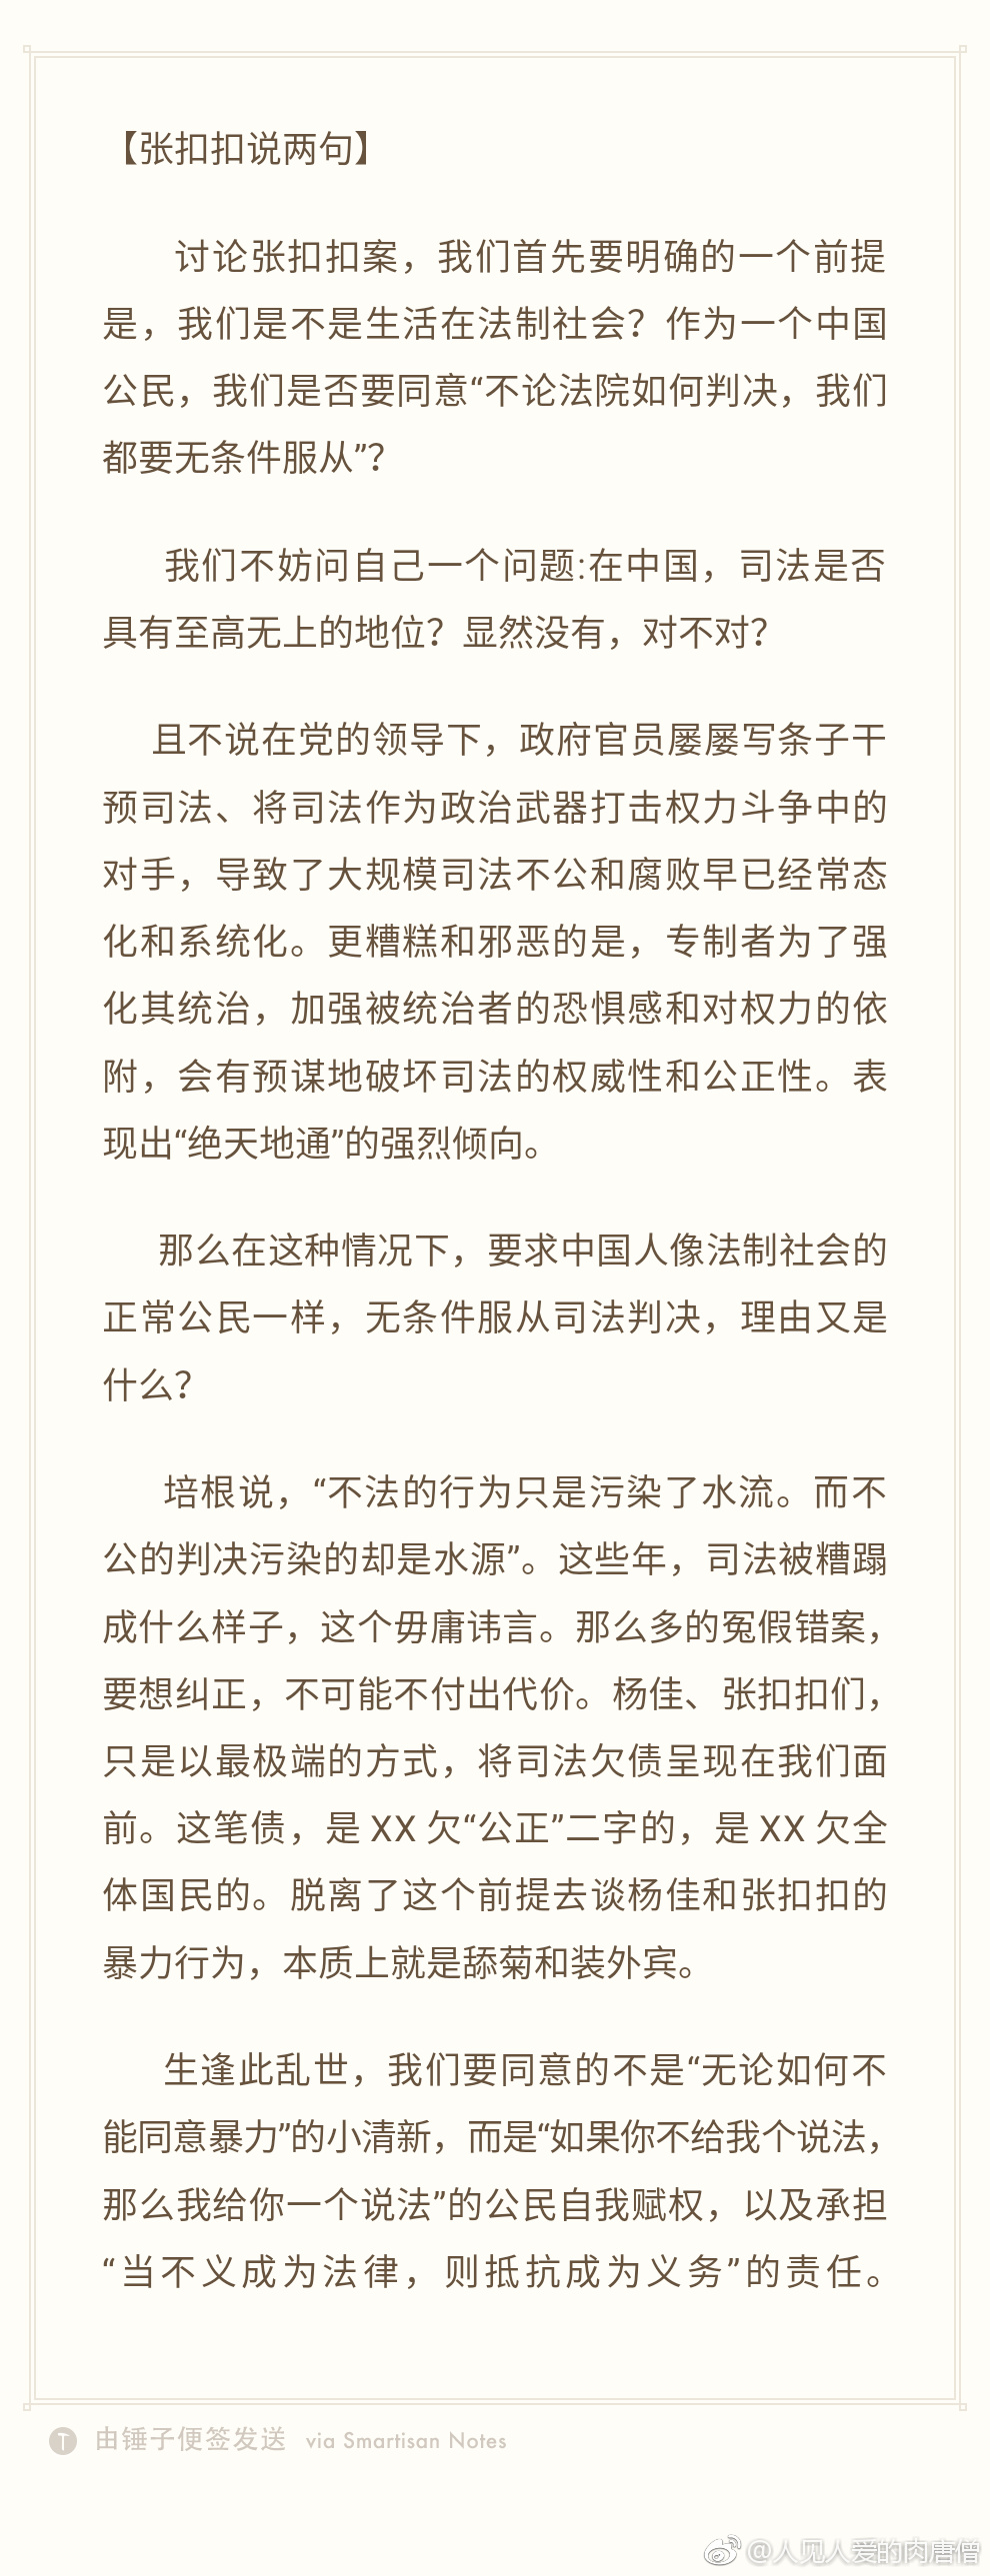 【张扣扣说两句】
讨论张扣扣案，我们首先要明确的一个前提
是，我们是不是生活在法制社会？作为一个中国
公民，我们是否要同意“不论法院如何判决，我们
都要无条件服从”？
我们不妨问自己一个问题:在中国，司法是否
具有至高无上的地位？显然没有，对不对？
且不说在党的领导下，政府官员屡屡写条子干
预司法、将司法作为政治武器打击权力斗争中的
对手，导致了大规模司法不公和腐败早已经常态
化和系统化。更糟糕和邪恶的是，专制者为了强
化其统治，加强被统治者的恐惧感和对权力的依
附，会有预谋地破坏司法的权威性和公正性。表
现出“绝天地通”的强烈倾向。
那么在这种情况下，要求中国人像法制社会的
正常公民一样，无条件服从司法判决，理由又是
什么？
培根说，“不法的行为只是污染了水流。而不
公的判决污染的却是水源”。这些年，司法被糟蹋
成什么样子，这个毋庸讳言。那么多的冤假错案，
要想纠正，不可能不付出代价。杨佳、张扣扣们，
只是以最极端的方式，将司法欠债呈现在我们面
前。这笔债，是 XX 欠“公正”二字的，是 XX 欠全
体国民的。脱离了这个前提去谈杨佳和张扣扣的
暴力行为，本质上就是舔菊和装外宾。
生逢此乱世，我们要同意的不是“无论如何不
能同意暴力”的小清新，而是“如果你不给我个说法，
那么我给你一个说法”的公民自我赋权，以及承担
“当不义成为法律，则抵抗成为义务”的责任。
由锤子便签发送 via Smartisan Notes
@人见人爱的肉唐僧